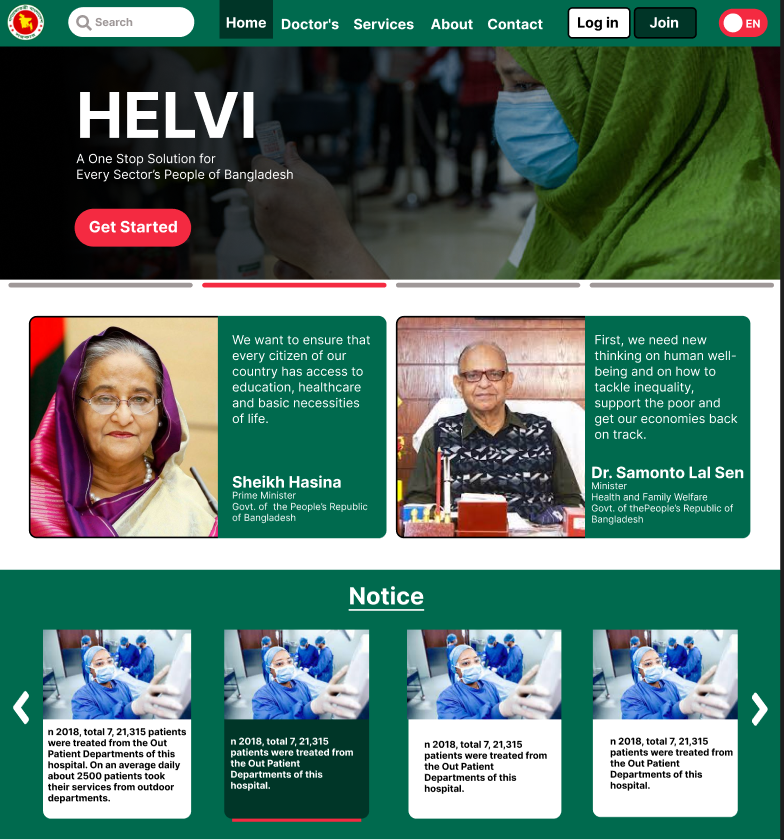 Search
Home
Doctor's
Services
About
Contact
Log in
Join
EN
HELVI
A One Stop Solution for
Every Sector's People of Bangladesh
Get Started
We want to ensure that
every citizen of our
country has access to
education, healthcare
and basic necessities
of life.
Sheikh Hasina
Prime Minister
Govt. of the People's Republic
of Bangladesh
First, we need new
thinking on human well-
being and on how to
tackle inequality,
support the poor and
get our economies back
on track.
Dr. Samonto Lal Sen
Minister
Health and Family Welfare
Govt. of thePeople's Republic of
Bangladesh
Notice
n 2018, total 7, 21,315 patients
were treated from the Out
Patient Departments of this
hospital. On an average daily
about 2500 patients took
their services from outdoor
departments.
n 2018, total 7, 21,315
patients were treated from
the Out Patient
Departments of this
hospital.
n 2018, total 7, 21,315
patients were treated from
the Out Patient
Departments of this
hospital.
n 2018, total 7, 21,315
patients were treated from
the Out Patient
Departments of this
hospital.